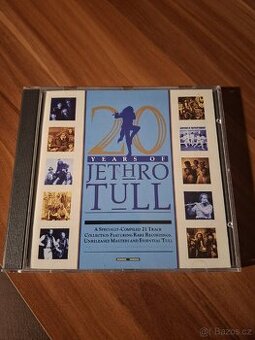 20
YEARS OF
JETHRO
TULL
A SPECIALLY-COMPILED 21 TRACK
COLLECTION FEATURING RARE RECORDINGS,
UNRELEASED MASTERS AND ESSENTIAL TULL
Bazoš.cz